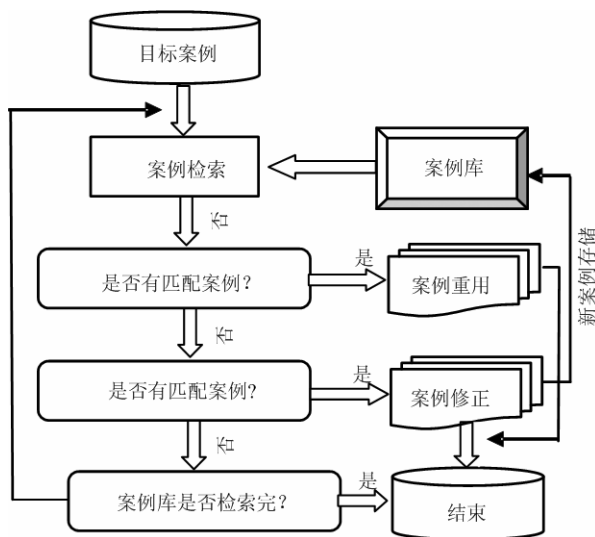 目标案例
案例检索
案例库
否
是否有匹配案例?
是
案例重用
新案例存储
否
是否有匹配案例?
是
案例修正
否
案例库是否检索完?
是
结束